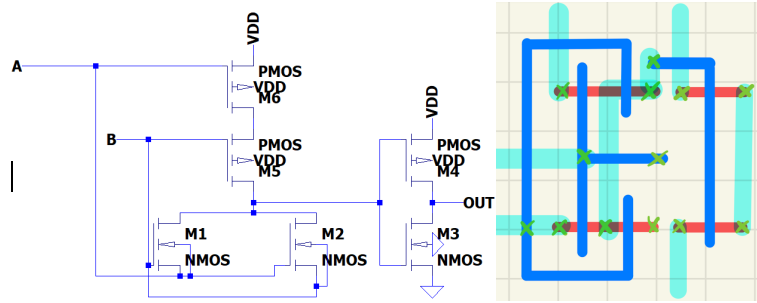 VDD
A
PMOS
VDD
M6
VDD
B
PMOS
VDD
M5
PMOS
VDD
M4
OUT
M1
NMOS
M2
NMOS
M3
NMOS